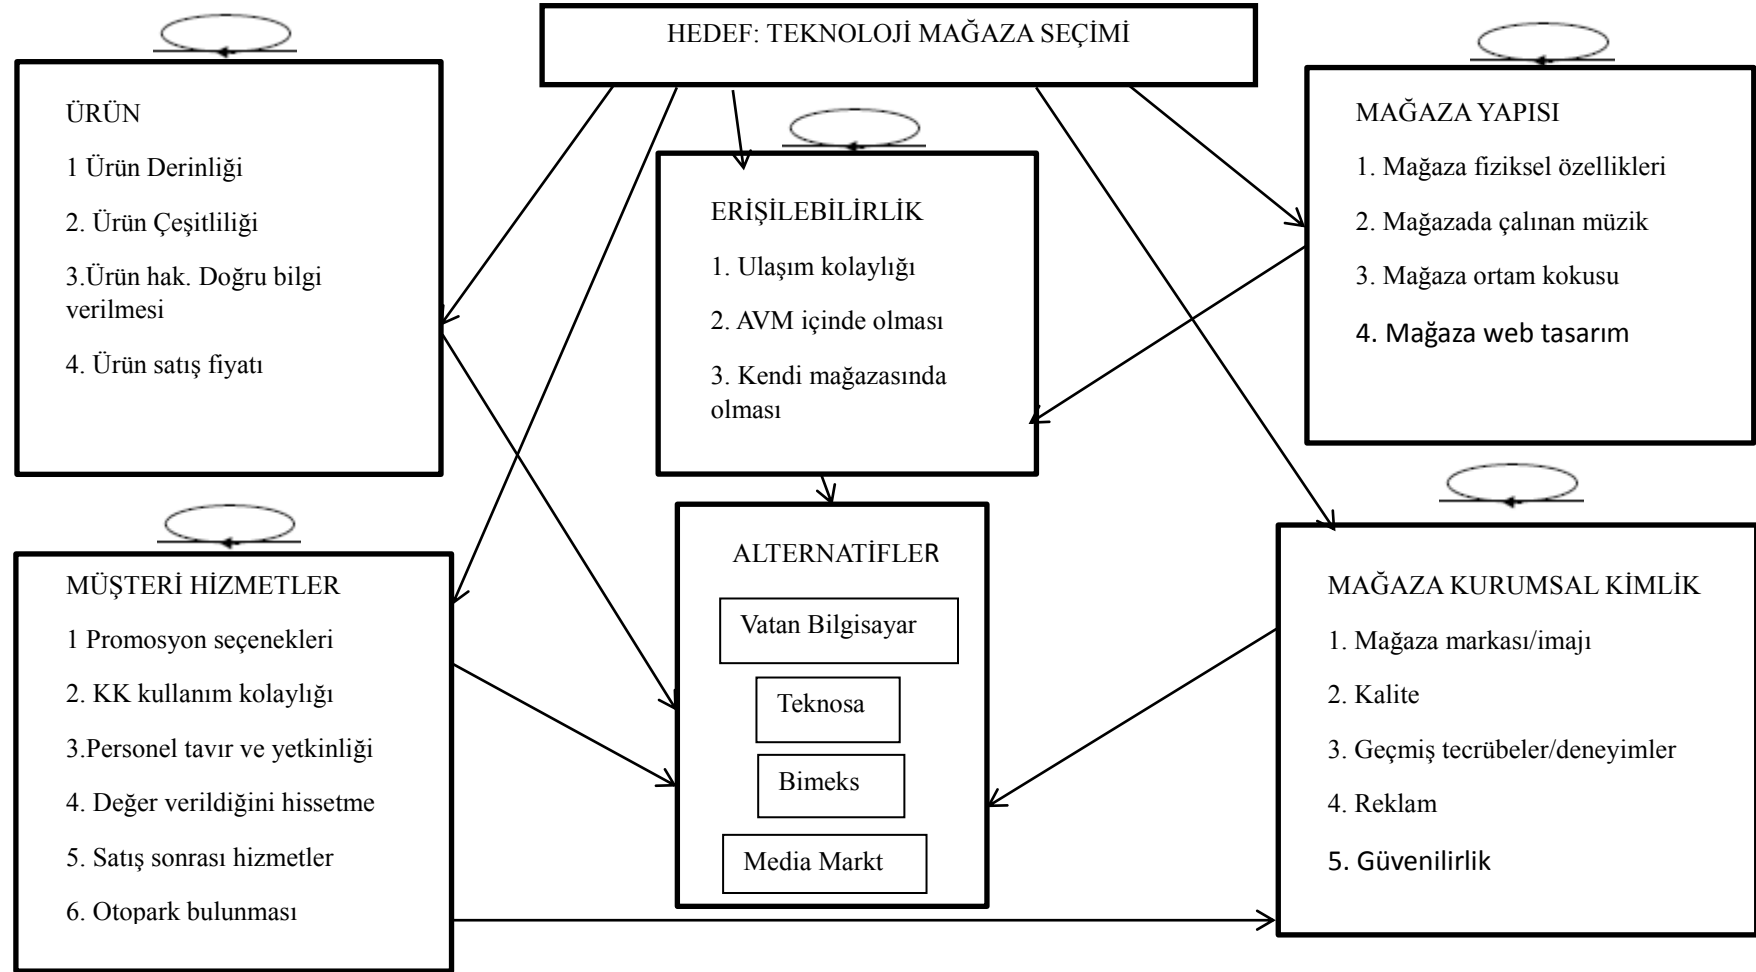 HEDEF: TEKNOLOJİ MAĞAZA SEÇİMİ
ÜRÜN
1 Ürün Derinliği
2. Ürün Çeşitliliği
3.Ürün hak. Doğru bilgi
verilmesi
4. Ürün satış fiyatı
ERİŞİLEBİLİRLİK
1. Ulaşım kolaylığı
2. AVM içinde olması
3. Kendi mağazasında
olması
MAĞAZA YAPISI
1. Mağaza fiziksel özellikleri
2. Mağazada çalınan müzik
3. Mağaza ortam kokusu
4. Mağaza web tasarım
MÜŞTERİ HİZMETLER
1 Promosyon seçenekleri
2. KK kullanım kolaylığı
3.Personel tavır ve yetkinliği
4. Değer verildiğini hissetme
5. Satış sonrası hizmetler
6. Otopark bulunması
ALTERNATİFLER
Vatan Bilgisayar
Teknosa
Bimeks
Media Markt
MAĞAZA KURUMSAL KİMLİK
1. Mağaza markası/imajı
2. Kalite
3. Geçmiş tecrübeler/deneyimler
4. Reklam
5. Güvenilirlik